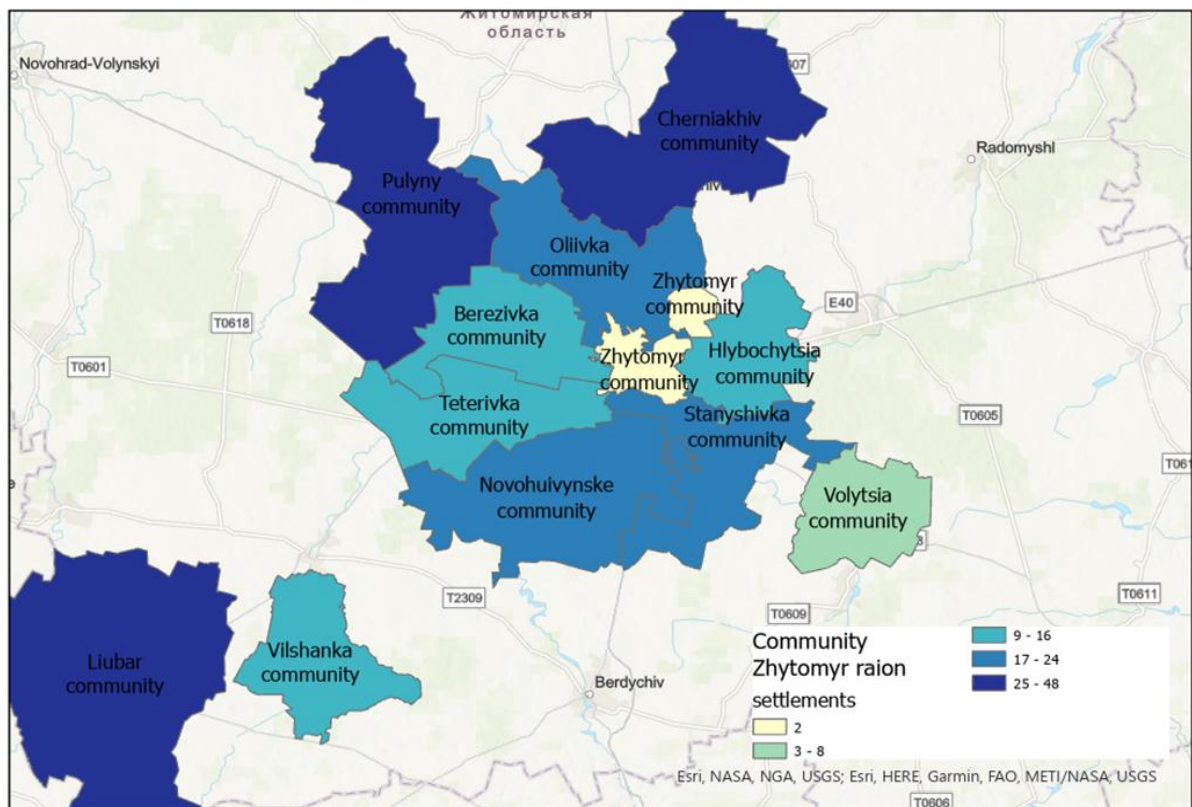 Житомирская
область
Novohrad-Volynskyi
Cherniakhiv
community
Radomyshl
Pulyny
community
Oliivka
community
Zhytomyr
community
E40
Berezivka
community
T0618
Zhytomyr
community
Hlybochytsia
community
T0601
Teterivka
community
Stanyshivka
community
T0605
Novohuivynske
community
Volytsia
community
T2309
T0609
T0611
Liubar
community
Vilshanka
community
Berdychiv
Community
Zhytomyr raion
settlements
2
3 - 8
9 - 16
17 - 24
25 - 48
Esri, NASA, NGA, USGS; Esri, HERE, Garmin, FAO, METI/NASA, USGS
T0606